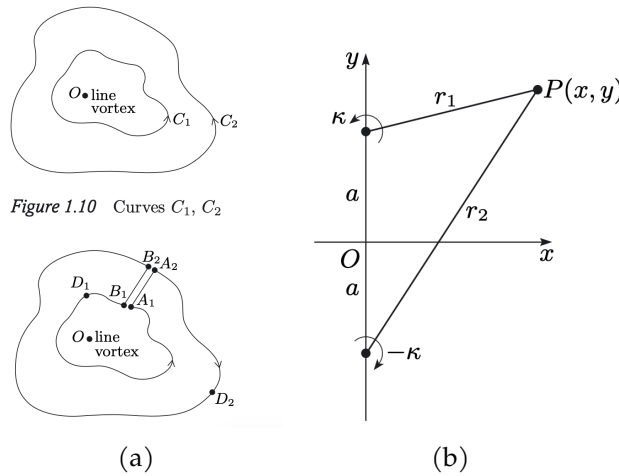 O line
vortex
C₁
C₂
Figure 1.10 Curves C₁, C₂
B₂
A₂
D₁
B₁
A₁
O line
vortex
D₂
(a)
y
P(x, y)
r₁
κ
a
r₂
O
x
a
−κ
(b)